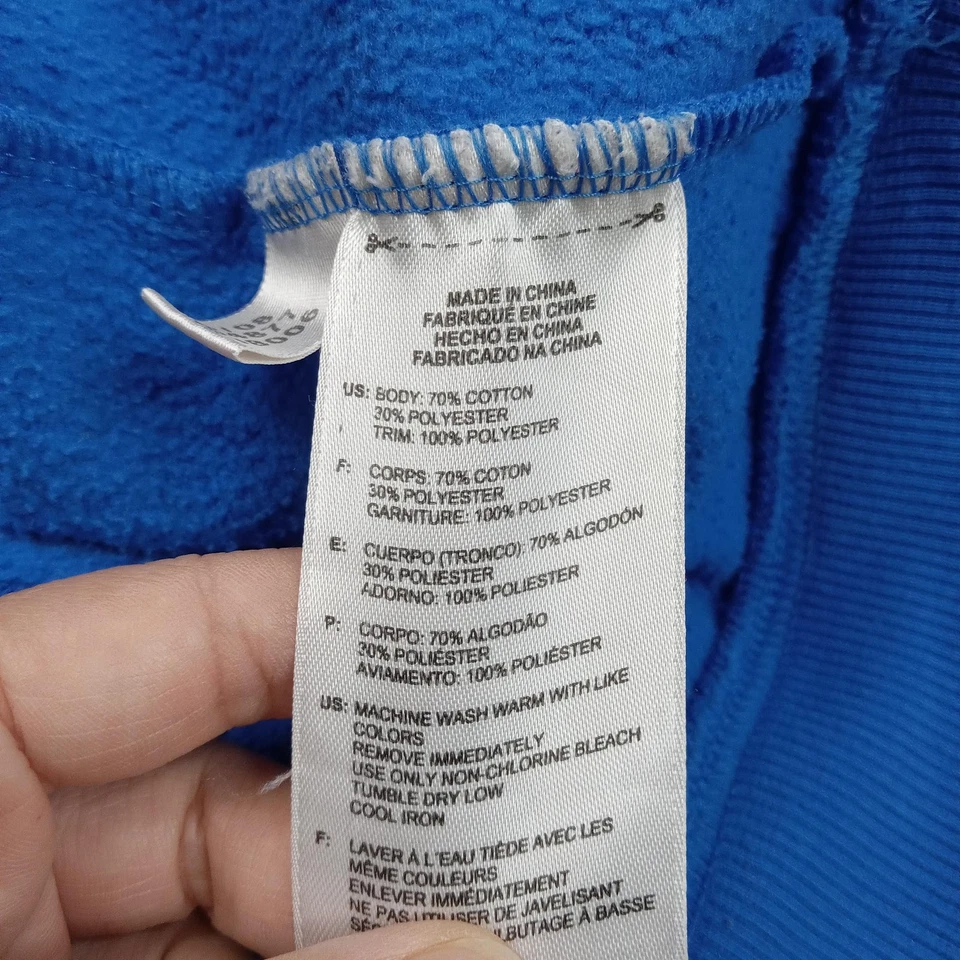 MADE IN CHINA
FABRIQUÉ EN CHINE
HECHO EN CHINA
FABRICADO NA CHINA
US: BODY: 70% COTTON
30% POLYESTER
TRIM: 100% POLYESTER
F: CORPS: 70% COTON
30% POLYESTER
GARNITURE: 100% POLYESTER
E: CUERPO (TRONCO): 70% ALGODÓN
30% POLIESTER
ADORNO: 100% POLIESTER
P: CORPO: 70% ALGODÃO
30% POLIÉSTER
AVIAMENTO: 100% POLIÉSTER
US: MACHINE WASH WARM WITH LIKE
COLORS
REMOVE IMMEDIATELY
USE ONLY NON-CHLORINE BLEACH
TUMBLE DRY LOW
COOL IRON
F: LAVER À L'EAU TIÉDE AVEC LES
MÊME COULEURS
ENLEVER IMMÉDIATEMENT
NE PAS UTILISER DE JAVELISANT
À BASSE